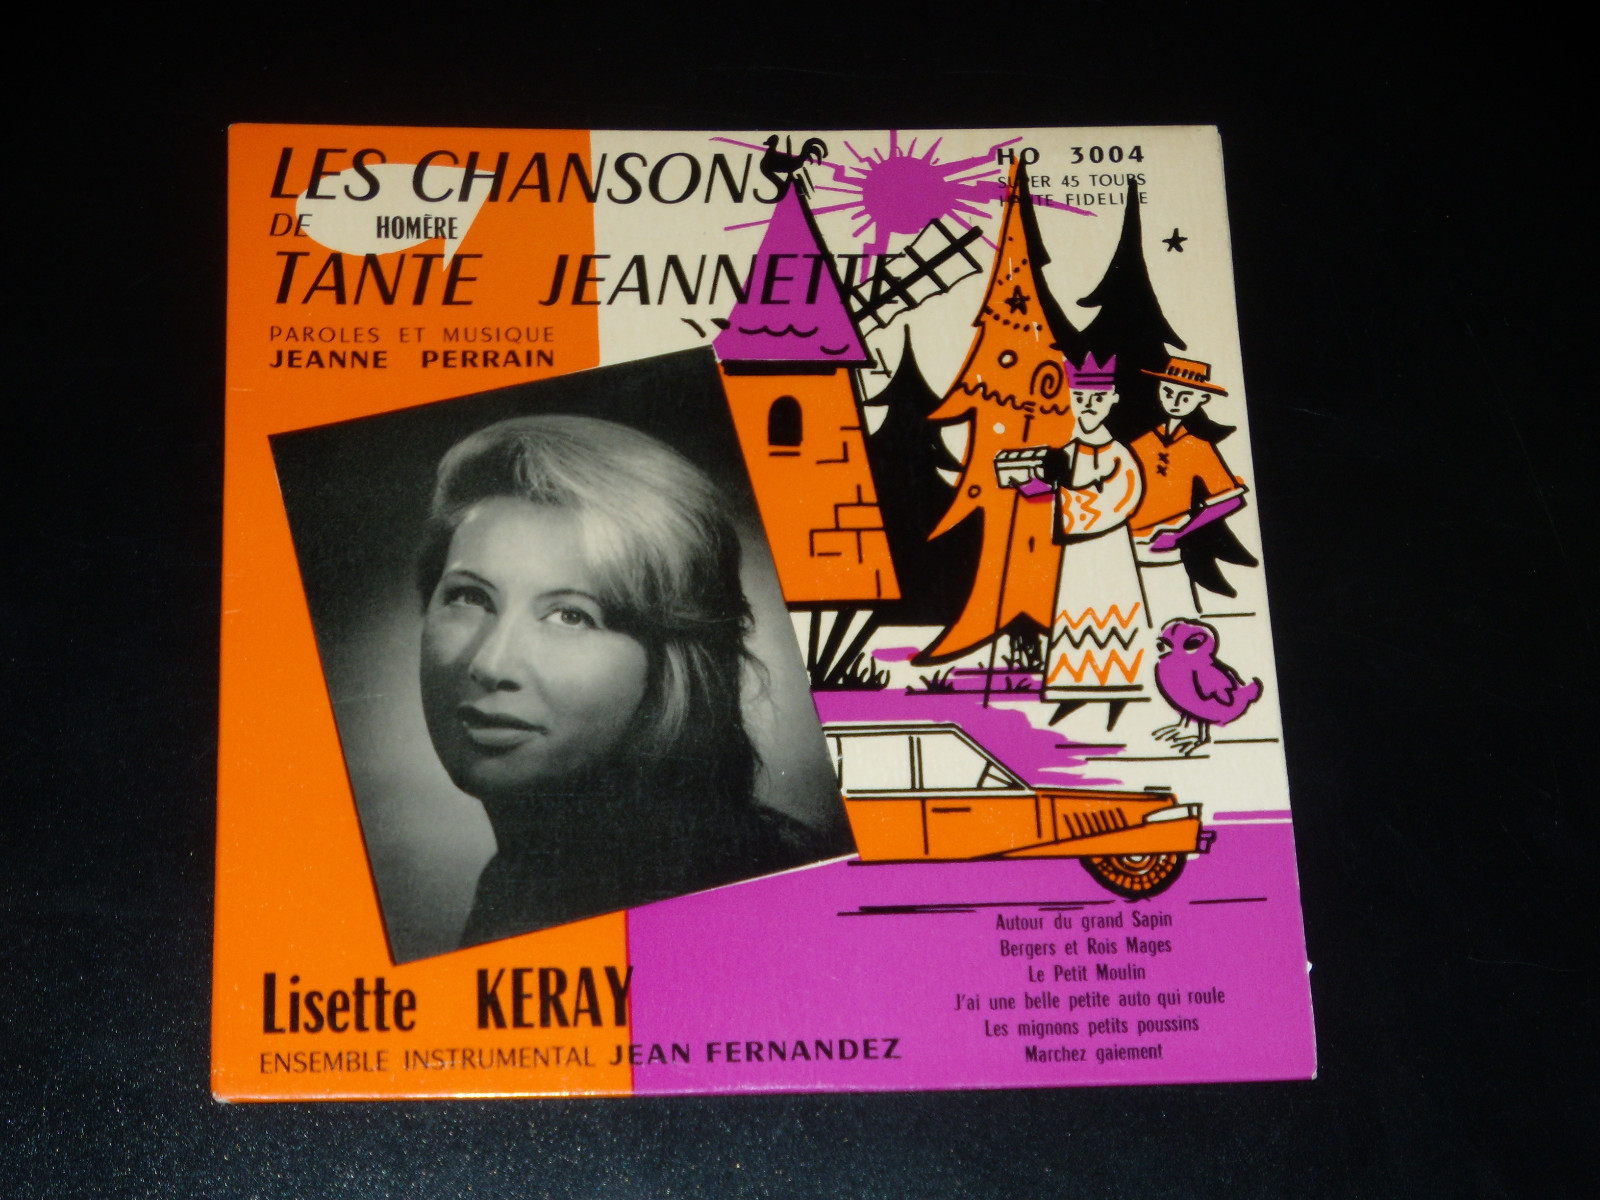 LES CHANSONS
DE HOMÈRE
TANTE JEANNETTE
PAROLES ET MUSIQUE
JEANNE PERRAIN
HO 3004
SUPER 45 TOURS
HAUTE FIDELITE
Lisette KERAY
ENSEMBLE INSTRUMENTAL JEAN FERNANDEZ
Autour du grand Sapin
Bergers et Rois Mages
Le Petit Moulin
J'ai une belle petite auto qui roule
Les mignons petits poussins
Marchez gaiement